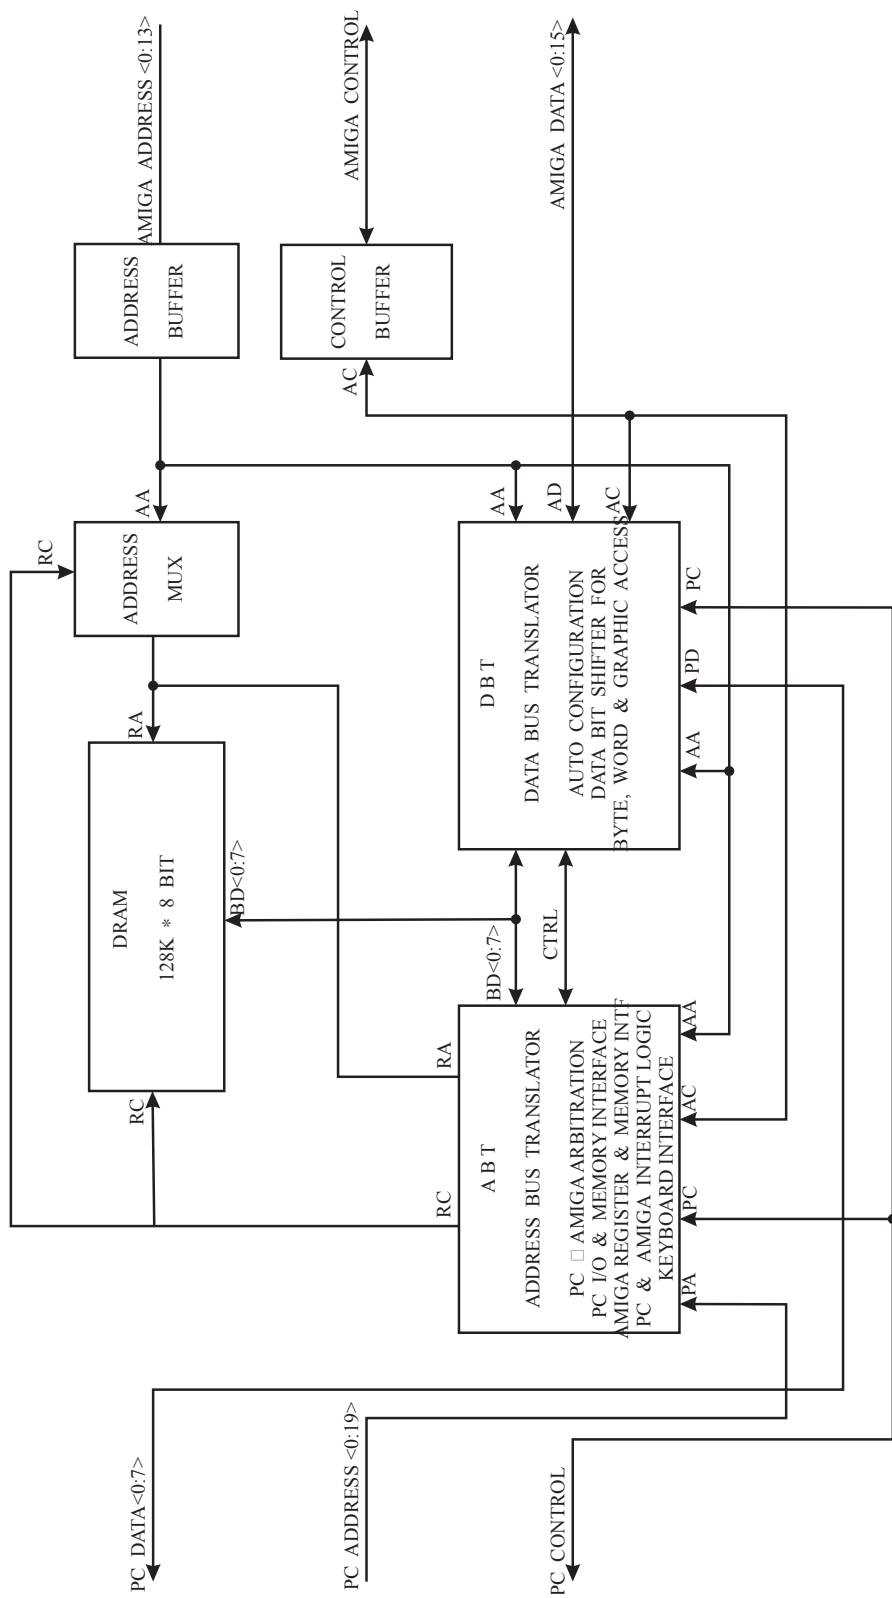 PC DATA<0:7>
PC ADDRESS <0:19>
PC CONTROL
RC
DRAM
128K * 8 BIT
RC
BD<0:7>
RA
ADDRESS
MUX
AA
ADDRESS
BUFFER
AMIGA ADDRESS <0:13>
CONTROL
BUFFER
AC
AMIGA CONTROL
AMIGA DATA <0:15>
RC
RA
ABT
ADDRESS BUS TRANSLATOR
PC □ AMIGA ARBITRATION
PC I/O & MEMORY INTERFACE
AMIGA REGISTER & MEMORY INTF
PC & AMIGA INTERRUPT LOGIC
KEYBOARD INTERFACE
PA
PC
AC
AA
BD<0:7>
CTRL
DBT
DATA BUS TRANSLATOR
AUTO CONFIGURATION
DATA BIT SHIFTER FOR
BYTE, WORD & GRAPHIC ACCESS
AA
PD
PC
AA
AD
AC